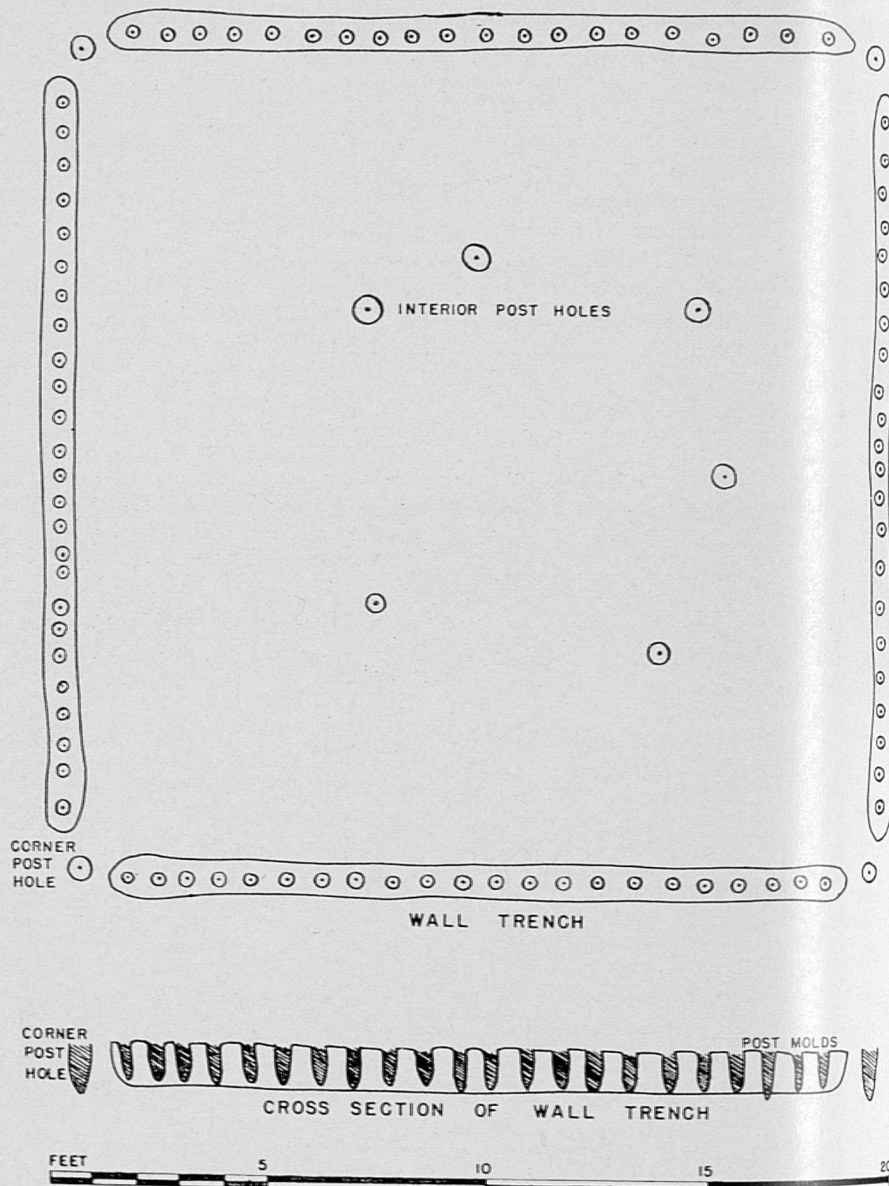 INTERIOR POST HOLES
CORNER
POST
HOLE
WALL TRENCH
CORNER
POST
HOLE
POST MOLDS
CROSS SECTION OF WALL TRENCH
FEET 5 10 15 20